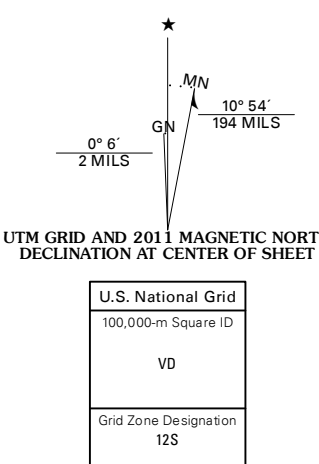 MN
10° 54´
194 MILS
GN
0° 6´
2 MILS
UTM GRID AND 2011 MAGNETIC NORT
DECLINATION AT CENTER OF SHEET
U.S. National Grid
100,000-m Square ID
VD
Grid Zone Designation
12S